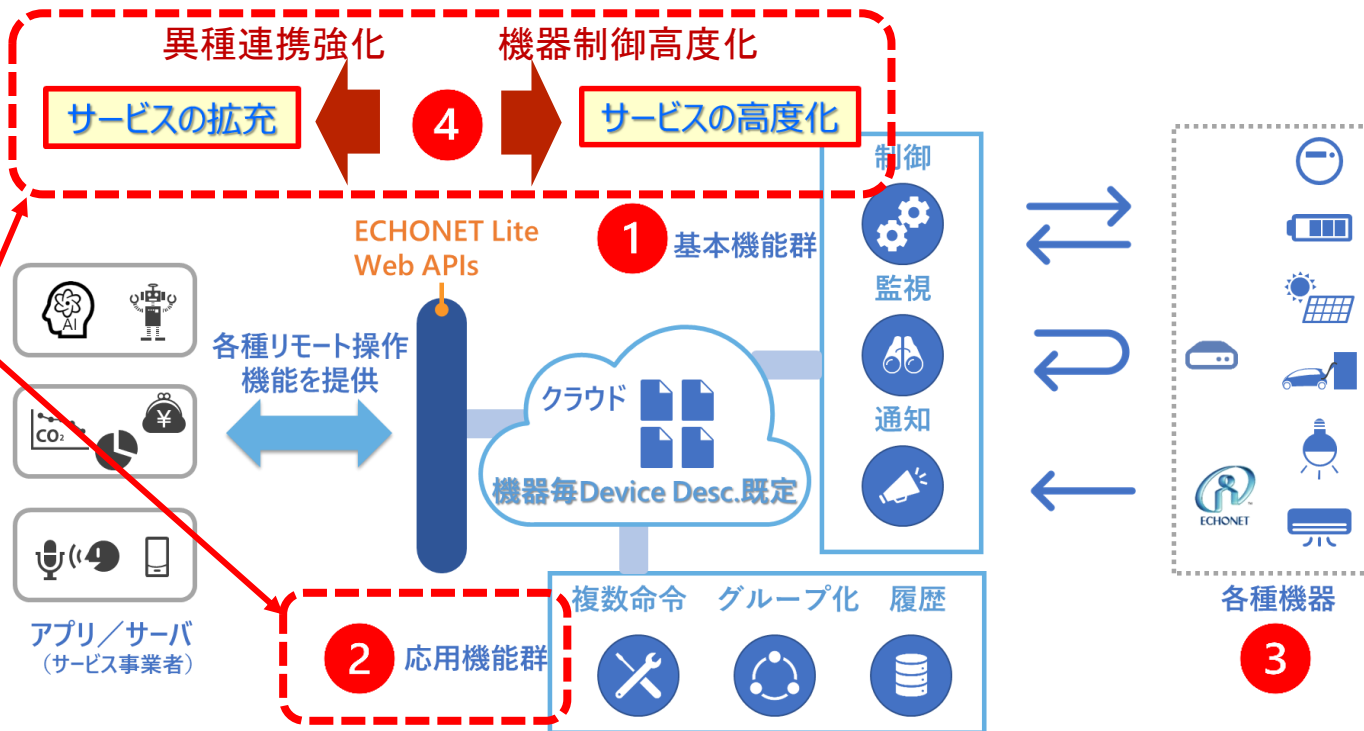 異種連携強化
機器制御高度化
サービスの拡充
4
サービスの高度化
制御
1
基本機能群
ECHONET Lite
Web APIs
監視
AI
各種リモート操作
機能を提供
クラウド
通知
CO₂
¥
機器毎Device Desc.既定
ECHONET
™
複数命令
グループ化
履歴
各種機器
アプリ／サーバ
（サービス事業者）
2
応用機能群
3